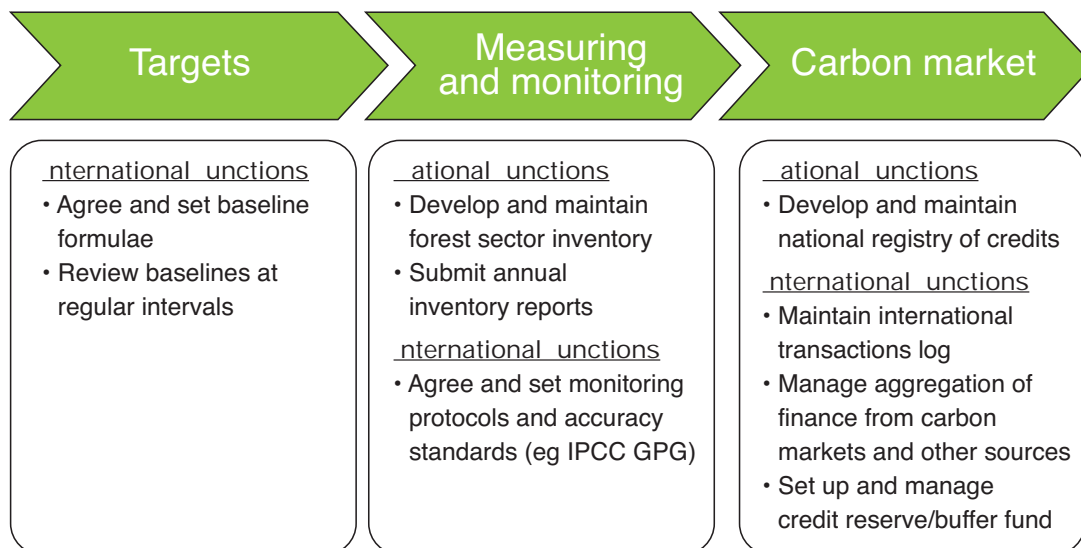 Targets
Measuring
and monitoring
Carbon market
nternational unctions
• Agree and set baseline
formulae
• Review baselines at
regular intervals
ational unctions
• Develop and maintain
forest sector inventory
• Submit annual
inventory reports
nternational unctions
• Agree and set monitoring
protocols and accuracy
standards (eg IPCC GPG)
ational unctions
• Develop and maintain
national registry of credits
nternational unctions
• Maintain international
transactions log
• Manage aggregation of
finance from carbon
markets and other sources
• Set up and manage
credit reserve/buffer fund